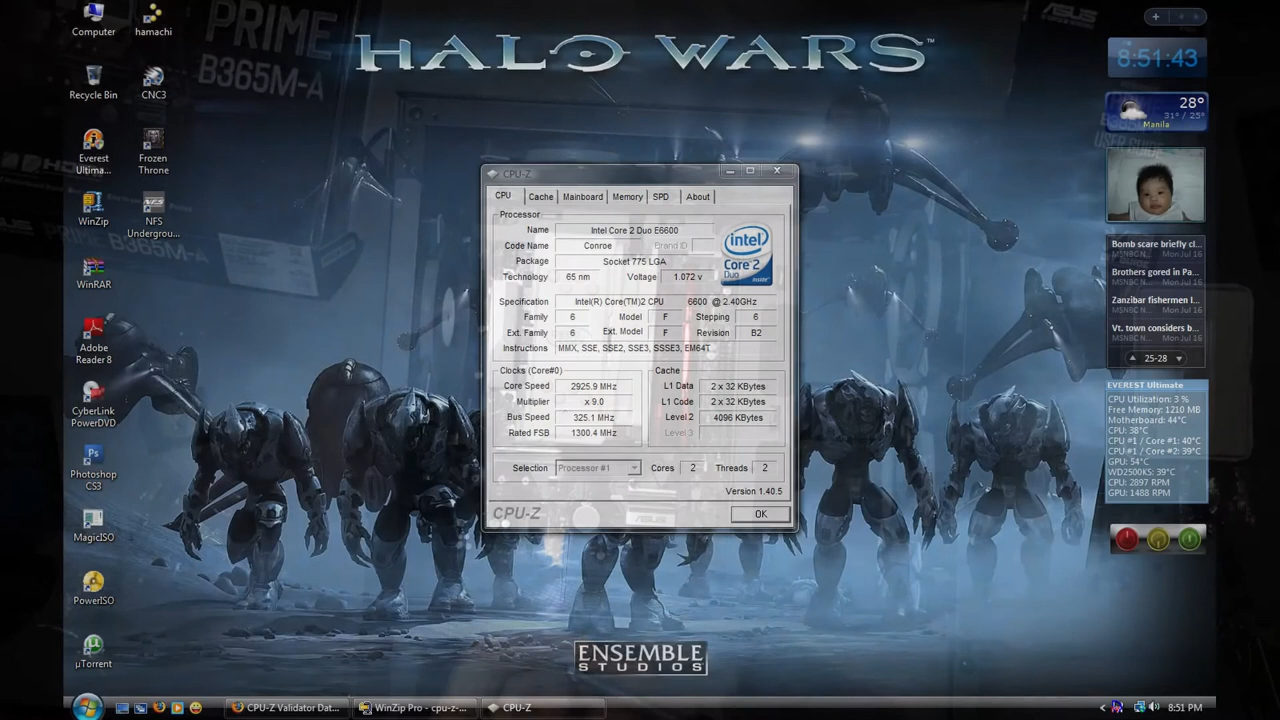 Computer
hamachi
PRIME
B365M-A
ASUS
HALO WARS™
8:51:43
Recycle Bin
CNC3
28°
31° / 25°
Manila
Everest
Ultima...
Frozen
Throne
WinZip
NFS
Undergrou...
WinRAR
Adobe
Reader 8
CyberLink
PowerDVD
Photoshop
CS3
MagicISO
PowerISO
µTorrent
CPU-Z
CPU
Cache
Mainboard
Memory
SPD
About
Processor
Name Intel Core 2 Duo E6600
Code Name Conroe Brand ID
Package Socket 775 LGA
Technology 65 nm Voltage 1.072 v
intel
Core 2
Duo inside™
Specification Intel(R) Core(TM)2 CPU 6600 @ 2.40GHz
Family 6 Model F Stepping 6
Ext. Family 6 Ext. Model F Revision B2
Instructions MMX, SSE, SSE2, SSE3, SSSE3, EM64T
Clocks (Core#0)
Core Speed 2925.9 MHz
Multiplier x 9.0
Bus Speed 325.1 MHz
Rated FSB 1300.4 MHz
Cache
L1 Data 2 x 32 KBytes
L1 Code 2 x 32 KBytes
Level 2 4096 KBytes
Level 3
Selection Processor #1 Cores 2 Threads 2
Version 1.40.5
CPU-Z
OK
Bomb scare briefly cl...
MSNBC N... Mon Jul 16
Brothers gored in Pa...
MSNBC N... Mon Jul 16
Zanzibar fishermen l...
MSNBC N... Mon Jul 16
Vt. town considers b...
MSNBC N... Mon Jul 16
25-28
EVEREST Ultimate
CPU Utilization: 3 %
Free Memory: 1210 MB
Motherboard: 44°C
CPU: 38°C
CPU #1 / Core #1: 40°C
CPU #1 / Core #2: 39°C
GPU: 54°C
WD2500KS: 39°C
CPU: 2897 RPM
GPU: 1488 RPM
ENSEMBLE
STUDIOS
CPU-Z Validator Dat...
WinZip Pro - cpu-z-...
CPU-Z
8:51 PM